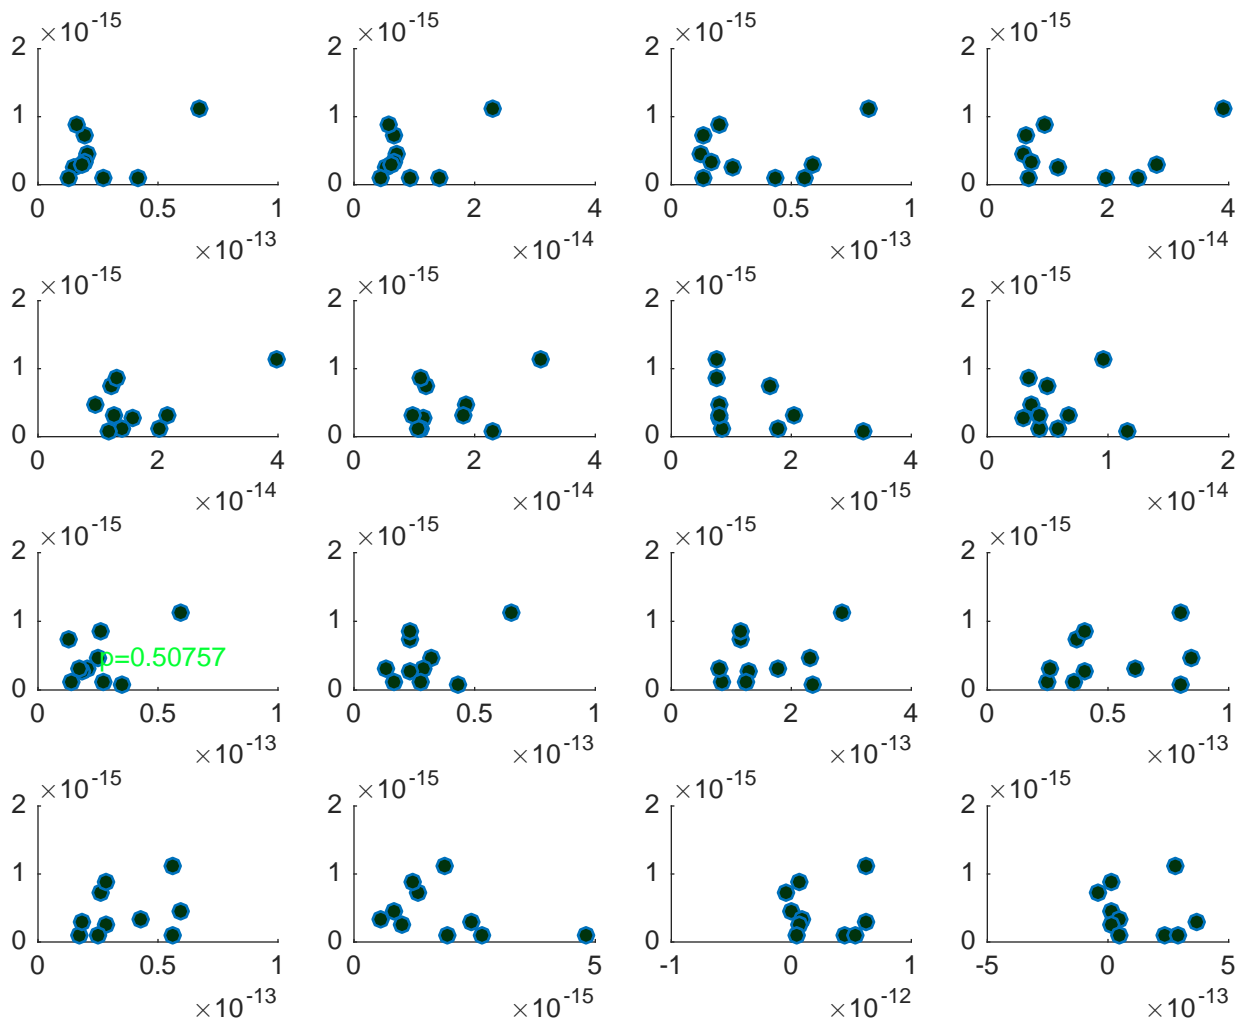 ×10-15 ×10-15 ×10-15 ×10-15
2 2 2 2
1 1 1 1
0 0 0 0
0 0.5 1 0 2 4 0 0.5 1 0 2 4
×10-13 ×10-14 ×10-13 ×10-14
×10-15 ×10-15 ×10-15 ×10-15
2 2 2 2
1 1 1 1
0 0 0 0
0 2 4 0 2 4 0 2 4 0 1 2
×10-14 ×10-14 ×10-15 ×10-14
×10-15 ×10-15 ×10-15 ×10-15
2 2 2 2
1 1 1 1
p=0.50757
0 0 0 0
0 0.5 1 0 0.5 1 0 2 4 0 0.5 1
×10-13 ×10-13 ×10-13 ×10-13
×10-15 ×10-15 ×10-15 ×10-15
2 2 2 2
1 1 1 1
0 0 0 0
0 0.5 1 0 5 -1 0 1 -5 0 5
×10-13 ×10-15 ×10-12 ×10-13